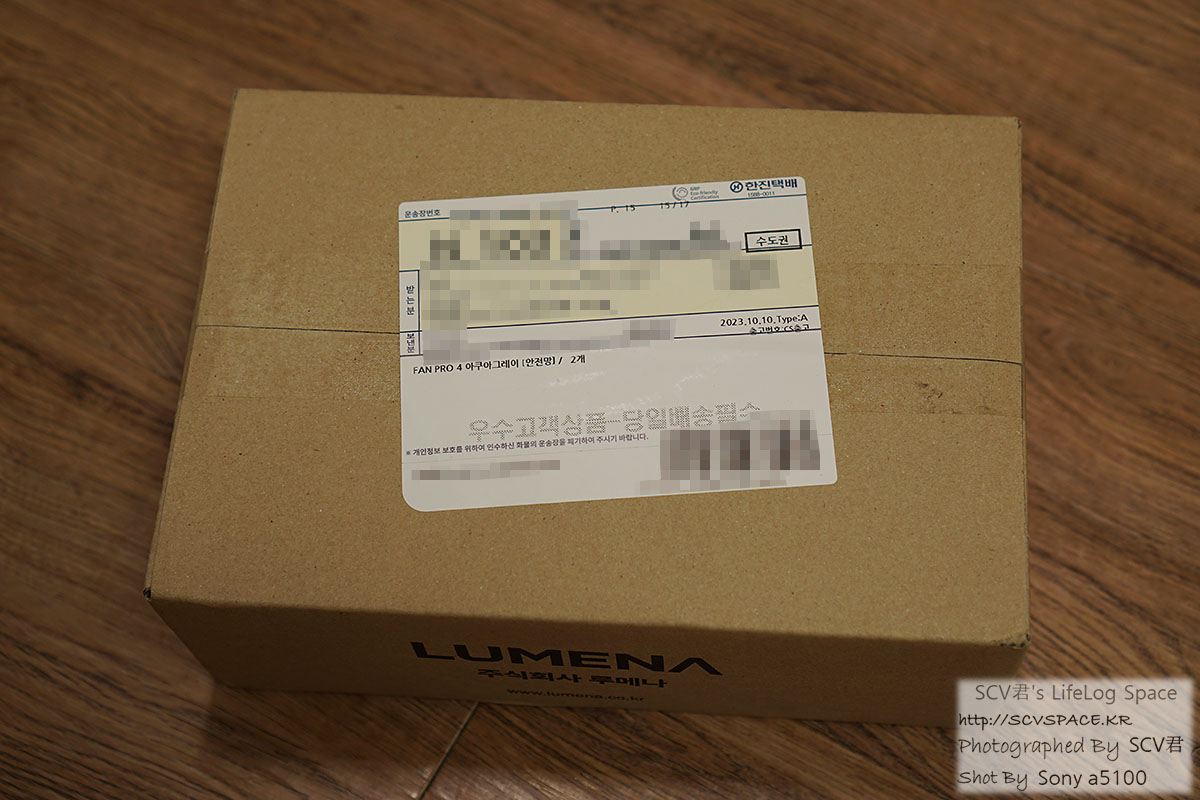 GRP
Eco-friendly
Certification
한진택배
1588-0011
운송장번호
P. 15 15/17
수도권
받는분
보낸분
2023.10.10.Type:A
출고번호:CS출고
FAN PRO 4 아쿠아그레이 [안전망] / 2개
우수고객상품-당일배송필수
* 개인정보 보호를 위하여 인수하신 화물의 운송장을 폐기하여 주시기 바랍니다.
LUMENA
주식회사 루메나
www.lumena.co.kr
SCV君's LifeLog Space
http://SCVSPACE.KR
Photographed By SCV君
Shot By Sony a5100